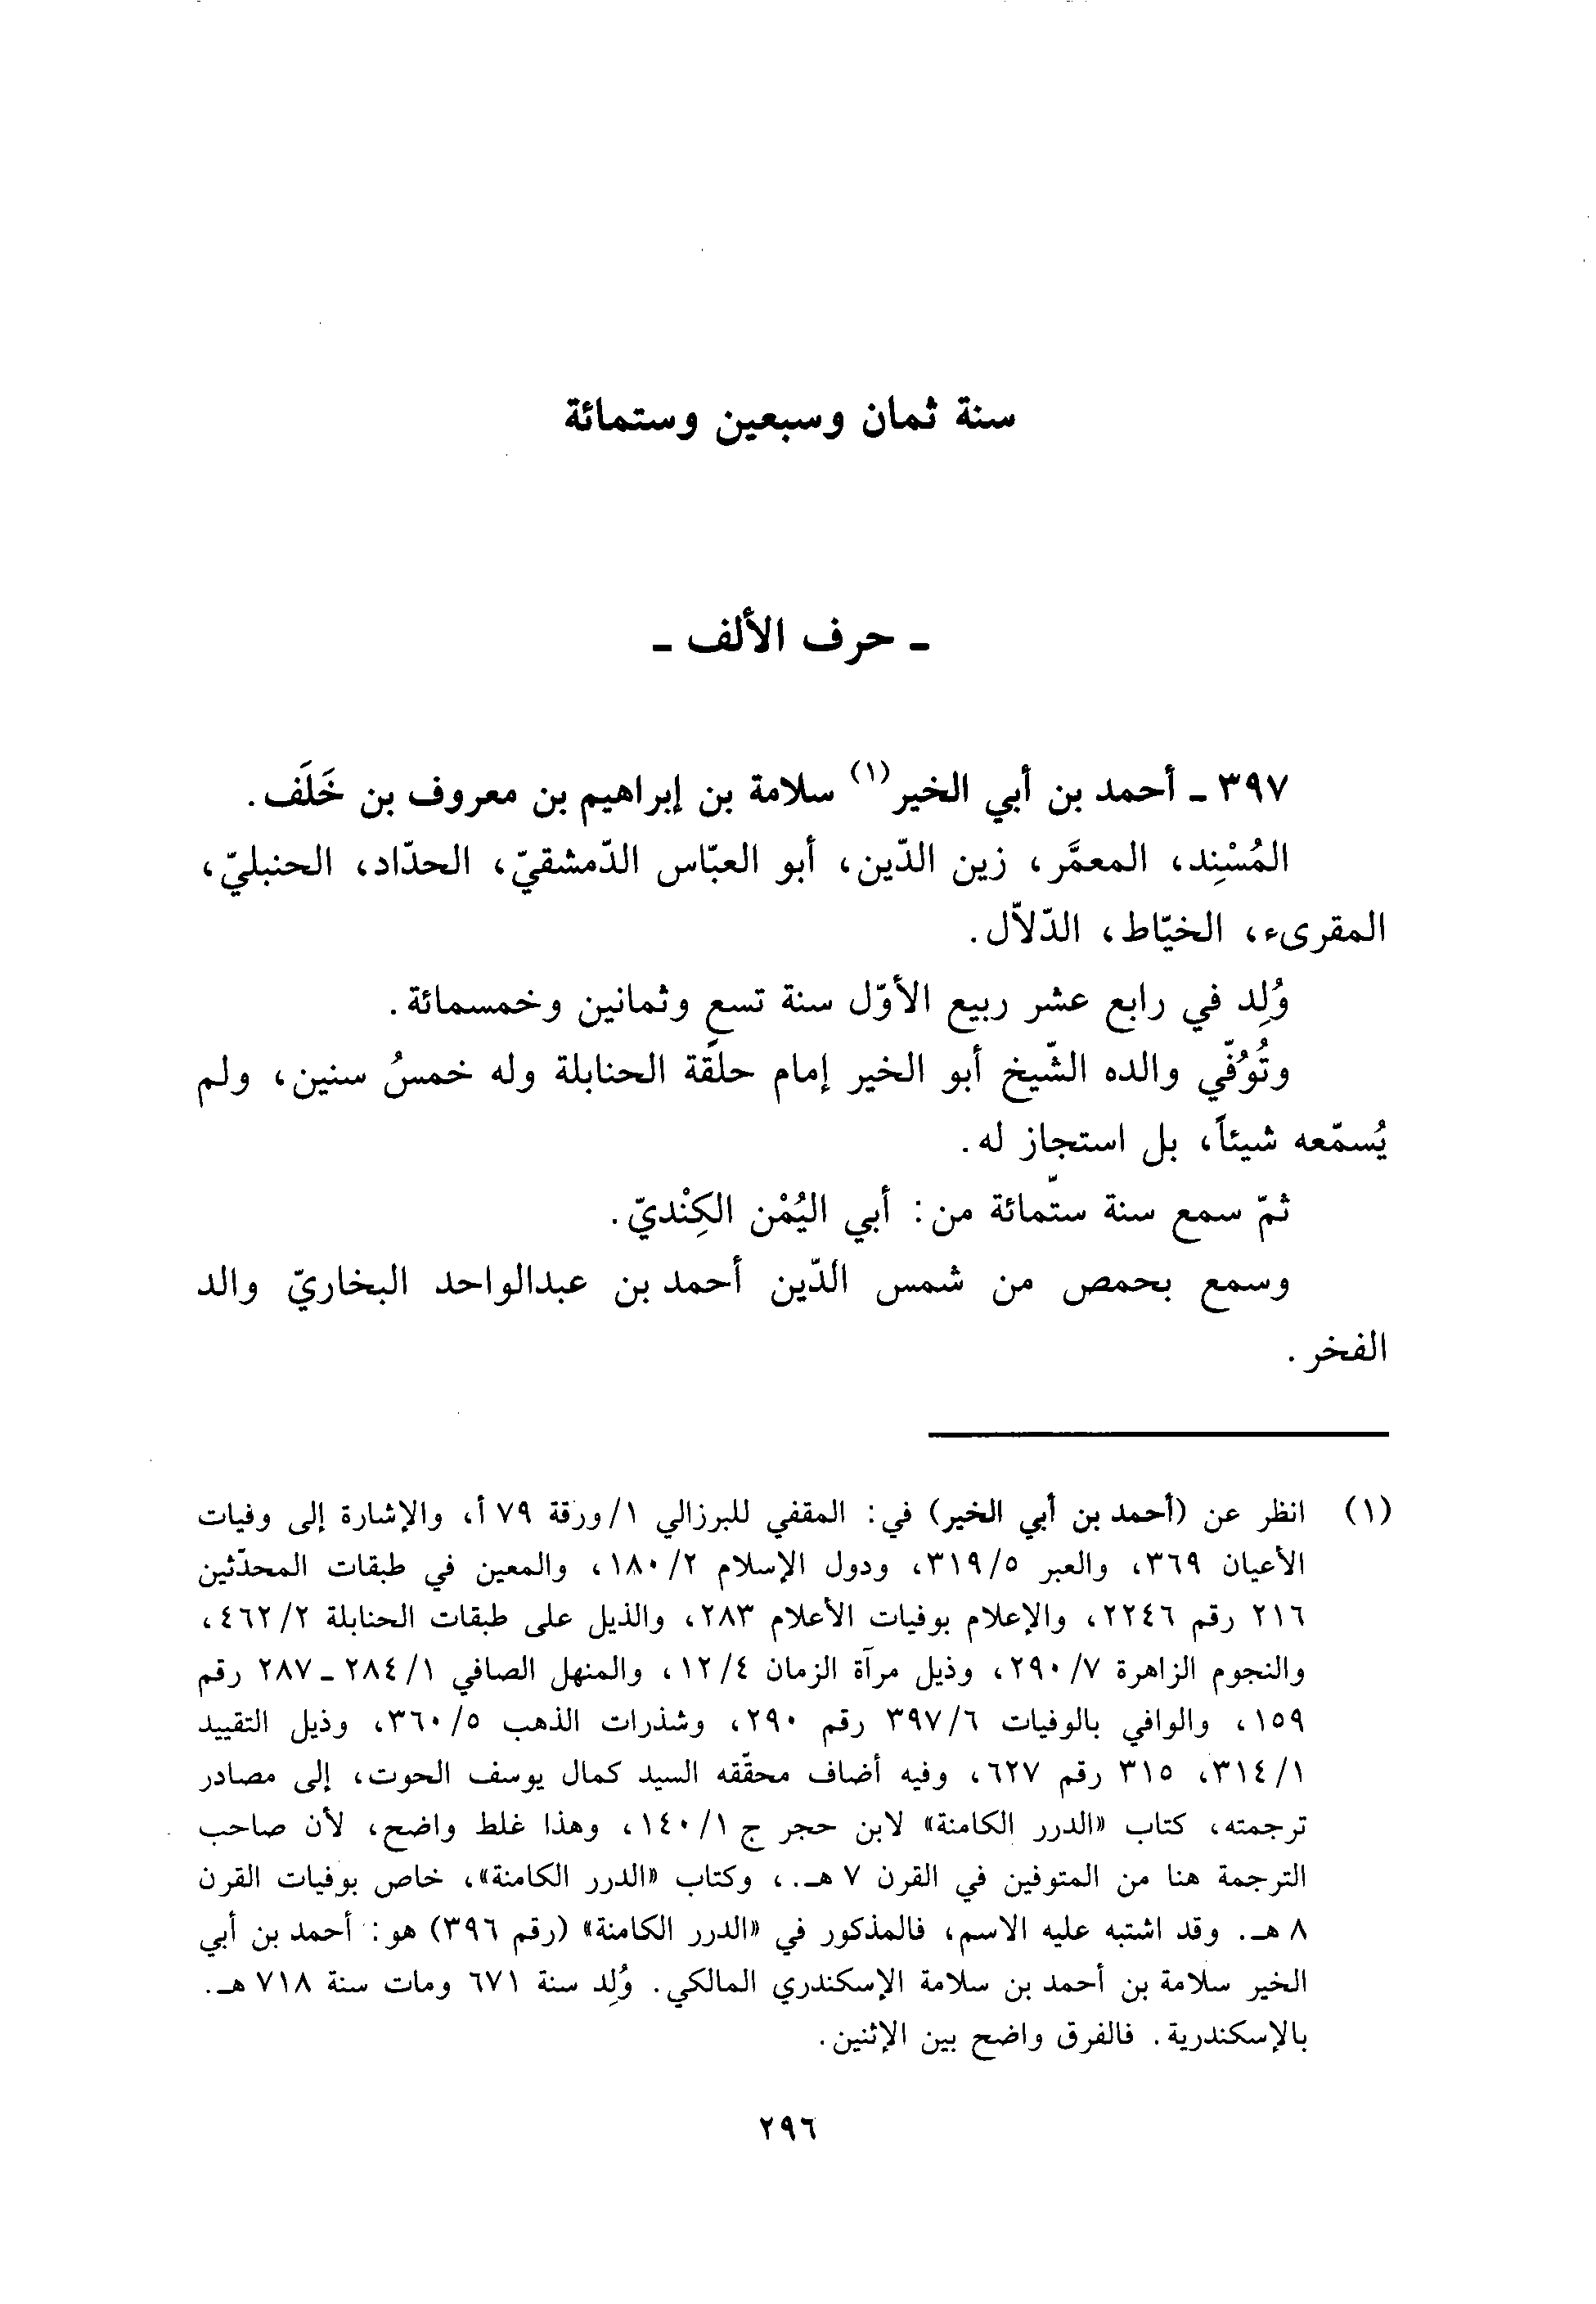 سنة ثمان وسبعين وستمائة
ـ حرف الألف ـ
٣٩٧ ـ أحمد بن أبي الخير(١) سلامة بن إبراهيم بن معروف بن خَلَف.
المُسْنِد، المعمَّر، زين الدّين، أبو العبّاس الدّمشقيّ، الحدّاد، الحنبليّ،
المقرىء، الخيّاط، الدّلاّل.
وُلِد في رابع عشر ربيع الأوّل سنة تسعٍ وثمانين وخمسمائة.
وتُوُفّي والده الشّيخ أبو الخير إمام حلقة الحنابلة وله خمسُ سنين، ولم
يُسمّعه شيئاً، بل استجاز له.
ثمّ سمع سنة ستّمائة من: أبي اليُمْن الكِنْديّ.
وسمع بحمص من شمس الدّين أحمد بن عبدالواحد البخاريّ والد
الفخر.
(١) انظر عن (أحمد بن أبي الخير) في: المقفي للبرزالي ١/ورقة ٧٩ أ، والإشارة إلى وفيات
الأعيان ٣٦٩، والعبر ٣١٩/٥، ودول الإسلام ١٨٠/٢، والمعين في طبقات المحدّثين
٢١٦ رقم ٢٢٤٦، والإعلام بوفيات الأعلام ٢٨٣، والذيل على طبقات الحنابلة ٤٦٢/٢،
والنجوم الزاهرة ٢٩٠/٧، وذيل مرآة الزمان ١٢/٤، والمنهل الصافي ٢٨٤/١ ـ ٢٨٧ رقم
١٥٩، والوافي بالوفيات ٣٩٧/٦ رقم ٢٩٠، وشذرات الذهب ٣٦٠/٥، وذيل التقييد
٣١٤/١، ٣١٥ رقم ٦٢٧، وفيه أضاف محقّقه السيد كمال يوسف الحوت، إلى مصادر
ترجمته، كتاب «الدرر الكامنة» لابن حجر ج ١٤٠/١، وهذا غلط واضح، لأن صاحب
الترجمة هنا من المتوفين في القرن ٧ هـ.، وكتاب «الدرر الكامنة»، خاص بوفيات القرن
٨ هـ. وقد اشتبه عليه الاسم، فالمذكور في «الدرر الكامنة» (رقم ٣٩٦) هو: أحمد بن أبي
الخير سلامة بن أحمد بن سلامة الإسكندري المالكي. وُلِد سنة ٦٧١ ومات سنة ٧١٨ هـ.
بالإسكندرية. فالفرق واضح بين الإثنين.
٢٩٦